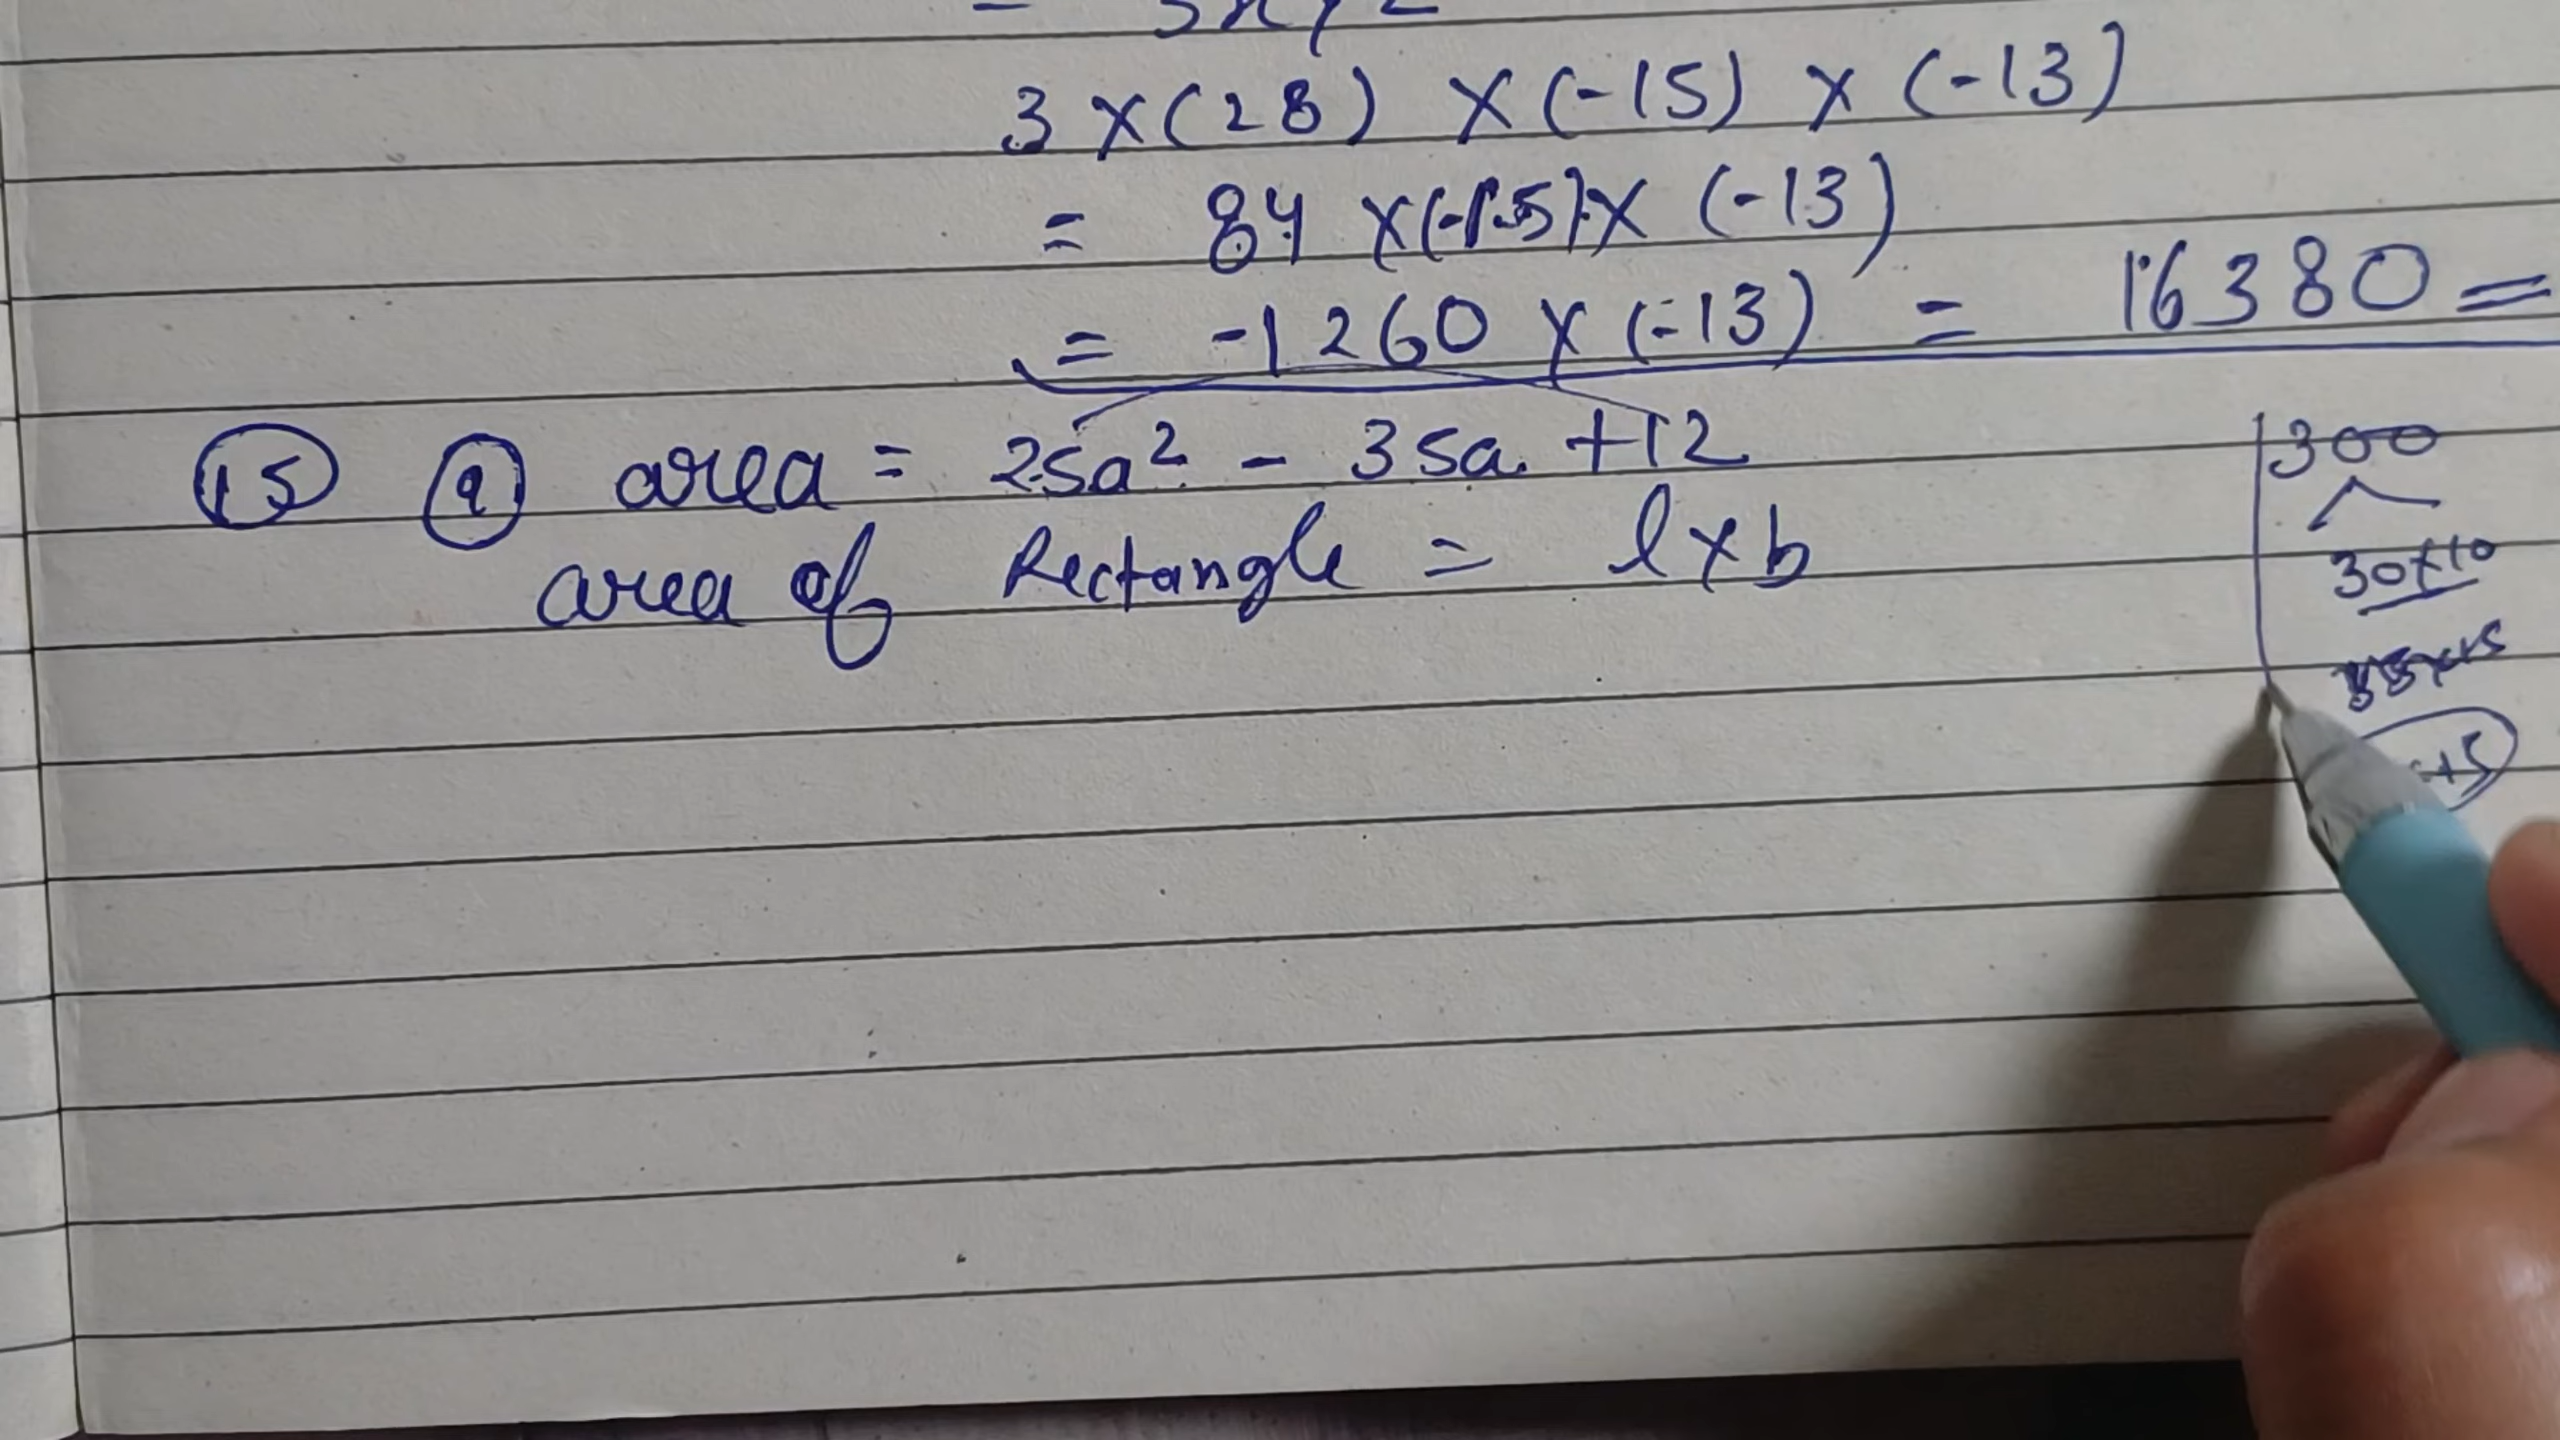 3 × (28) × (-15) × (-13)
= 84 × (-15) × (-13)
= -1260 × (-13) = 16380 =
(15) (a) area = 25a² - 35a + 12
area of Rectangle = l × b
300
30 × 10